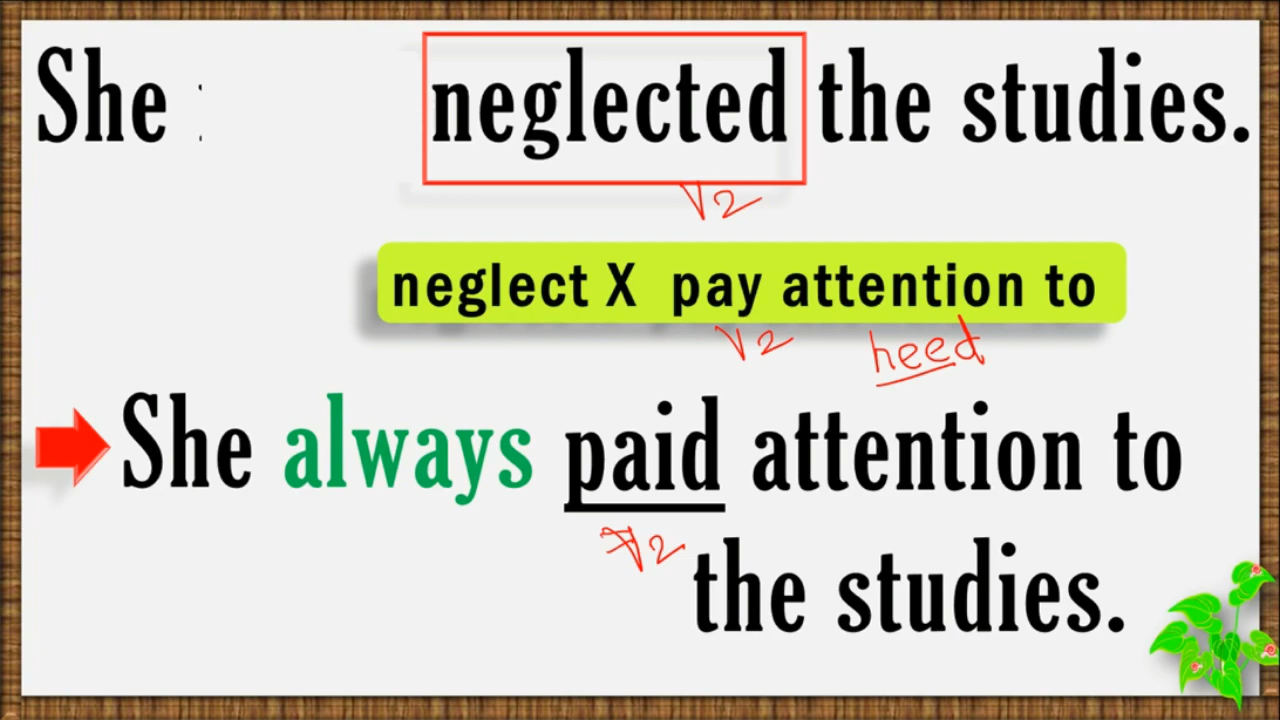 She neglected the studies.
V2
neglect X pay attention to
V2 heed
She always paid attention to
V2
the studies.